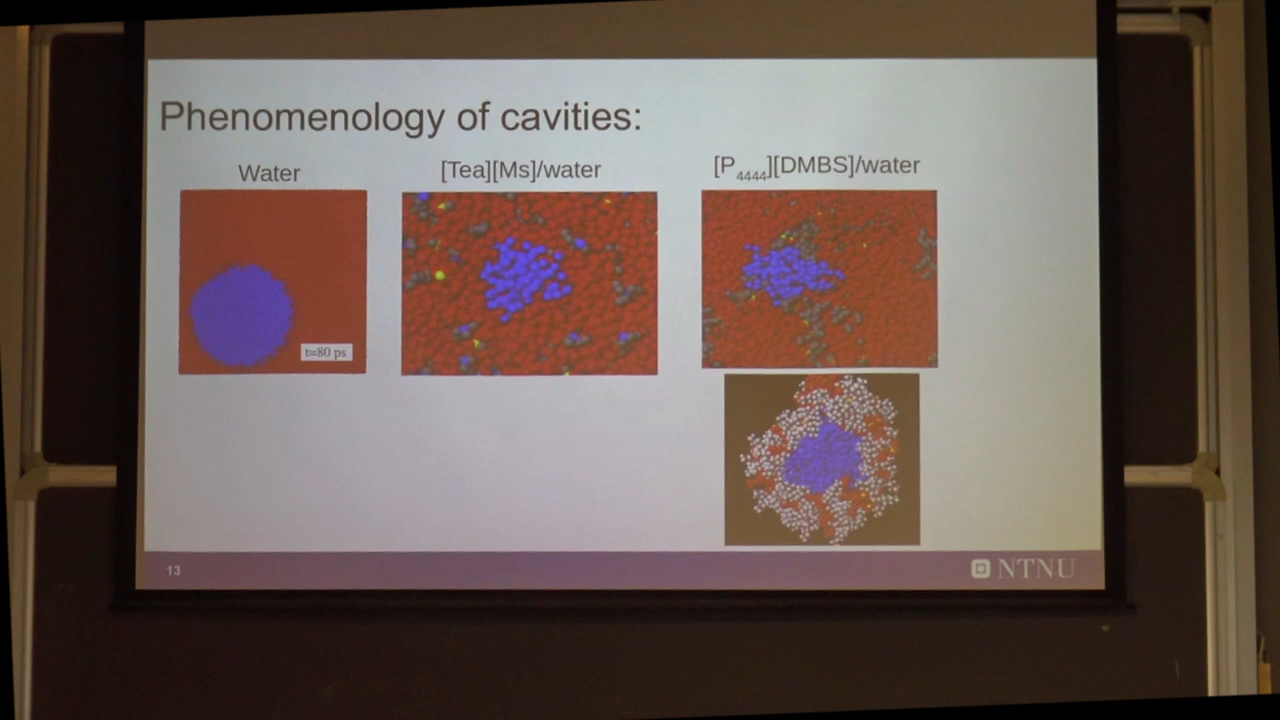 Phenomenology of cavities:
Water
[Tea][Ms]/water
[P4444][DMBS]/water
t=80 ps
13
NTNU